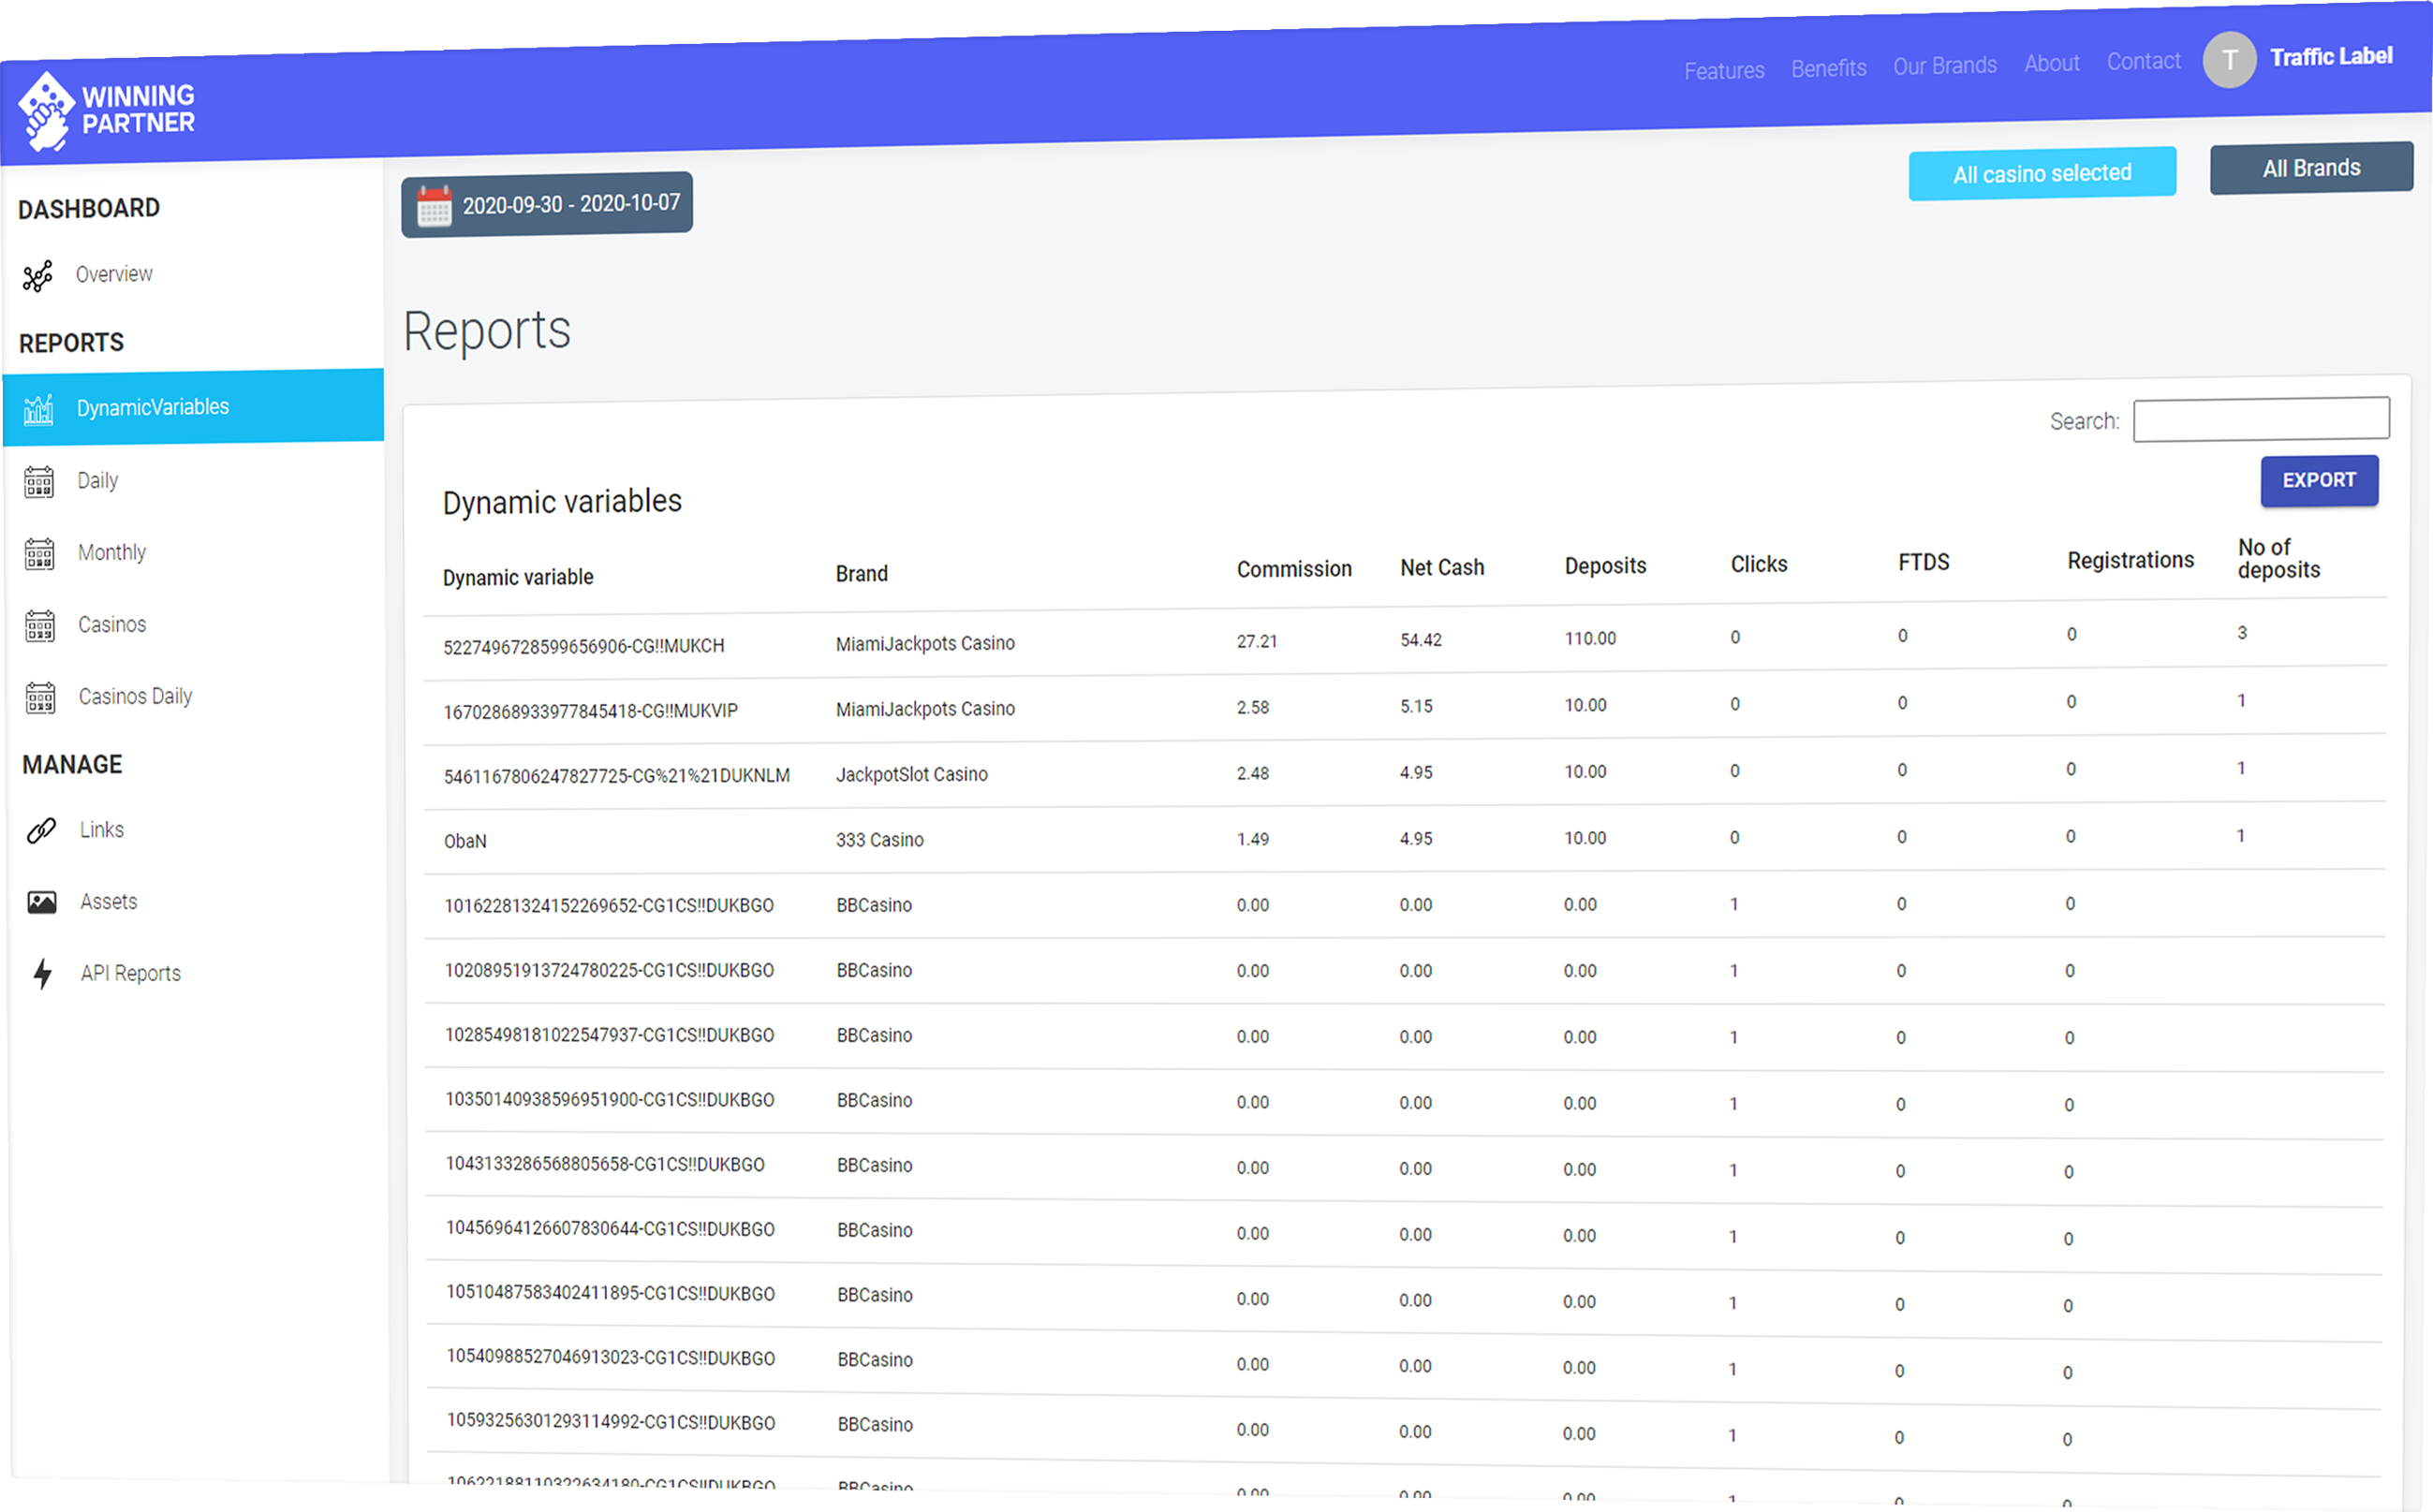 WINNING
PARTNER
Features Benefits Our Brands About Contact T Traffic Label
2020-09-30 - 2020-10-07 All casino selected All Brands
DASHBOARD
Overview
REPORTS
DynamicVariables
Daily
Monthly
Casinos
Casinos Daily
MANAGE
Links
Assets
API Reports
Reports
Search:
EXPORT
Dynamic variables
Dynamic variable Brand Commission Net Cash Deposits Clicks FTDS Registrations No of deposits
5227496728599656906-CG!!MUKCH MiamiJackpots Casino 27.21 54.42 110.00 0 0 0 3
16702868933977845418-CG!!MUKVIP MiamiJackpots Casino 2.58 5.15 10.00 0 0 0 1
5461167806247827725-CG%21%21DUKNLM JackpotSlot Casino 2.48 4.95 10.00 0 0 0 1
ObaN 333 Casino 1.49 4.95 10.00 0 0 0 1
10162281324152269652-CG1CS!!DUKBGO BBCasino 0.00 0.00 0.00 1 0 0
10208951913724780225-CG1CS!!DUKBGO BBCasino 0.00 0.00 0.00 1 0 0
10285498181022547937-CG1CS!!DUKBGO BBCasino 0.00 0.00 0.00 1 0 0
10350140938596951900-CG1CS!!DUKBGO BBCasino 0.00 0.00 0.00 1 0 0
1043133286568805658-CG1CS!!DUKBGO BBCasino 0.00 0.00 0.00 1 0 0
10456964126607830644-CG1CS!!DUKBGO BBCasino 0.00 0.00 0.00 1 0 0
10510487583402411895-CG1CS!!DUKBGO BBCasino 0.00 0.00 0.00 1 0 0
10540988527046913023-CG1CS!!DUKBGO BBCasino 0.00 0.00 0.00 1 0 0
10593256301293114992-CG1CS!!DUKBGO BBCasino 0.00 0.00 0.00 1 0 0
10622188110322634180-CG1CS!!DUKBGO BBCasino 0.00 0.00 0.00 1 0 0